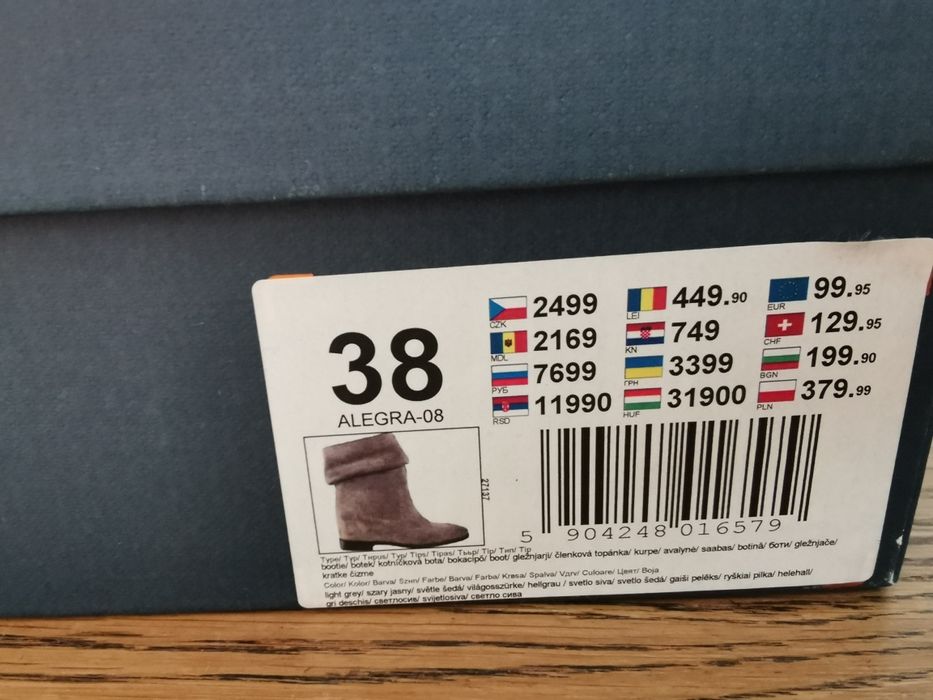 38
ALEGRA-08
27137
CZK 2499
MDL 2169
РУБ 7699
RSD 11990
LEI 449.90
KN 749
ГРН 3399
HUF 31900
EUR 99.95
CHF 129.95
BGN 199.90
PLN 379.99
5 904248 016579
Type/ Typ/ Tипus/ Typ/ Tips/ Tipas/ Tüüp/ Tip/ Тип/ Tip
bootie/ botek/ kotníčková bota/ bokacipő/ boot/ gležnjarji/ členková topánka/ kurpe/ avalynė/ saabas/ botină/ боти/ gležnjače/
kratke čizme
Color/ Kolor/ Barva/ Szín/ Farbe/ Barva/ Farba/ Krāsa/ Spalva/ Värv/ Culoare/ Цвят/ Boja
light grey/ szary jasny/ světle šedá/ világosszürke/ hellgrau / svetlo siva/ svetlo šedá/ gaiši pelēks/ ryškiai pilka/ helehall/
gri deschis/ светлосив/ svijetlosiva/ светло сива